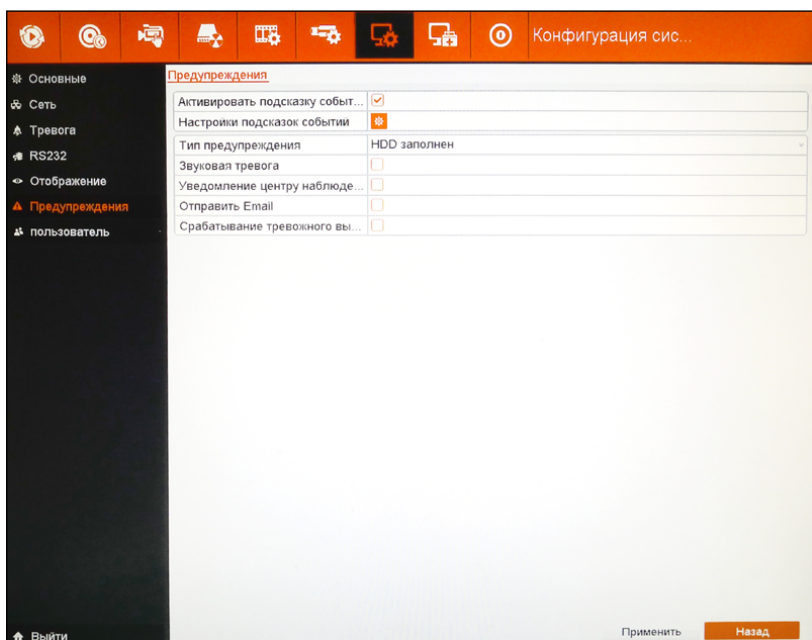 Конфигурация сис...
Основные
Сеть
Тревога
RS232
Отображение
Предупреждения
пользователь
Выйти
Предупреждения
Активировать подсказку событ...
Настройки подсказок событий
Тип предупреждения HDD заполнен
Звуковая тревога
Уведомление центру наблюде...
Отправить Email
Срабатывание тревожного вы...
Применить Назад